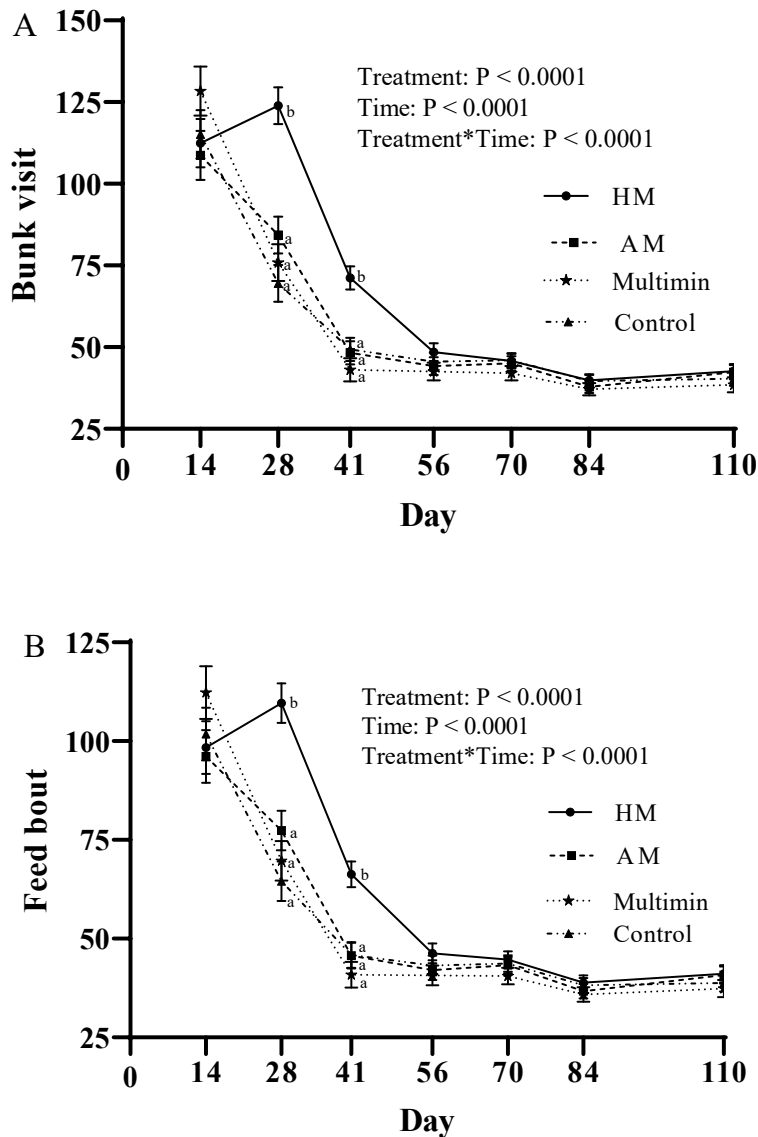 A
150
125
100
75
50
25
Bunk visit
Treatment: P < 0.0001
Time: P < 0.0001
Treatment*Time: P < 0.0001
HM
AM
Multimin
Control
b
a
a
a
b
a
a
a
0 14 28 41 56 70 84 110
Day
B
125
100
75
50
25
Feed bout
Treatment: P < 0.0001
Time: P < 0.0001
Treatment*Time: P < 0.0001
HM
AM
Multimin
Control
b
a
a
a
b
a
a
a
0 14 28 41 56 70 84 110
Day